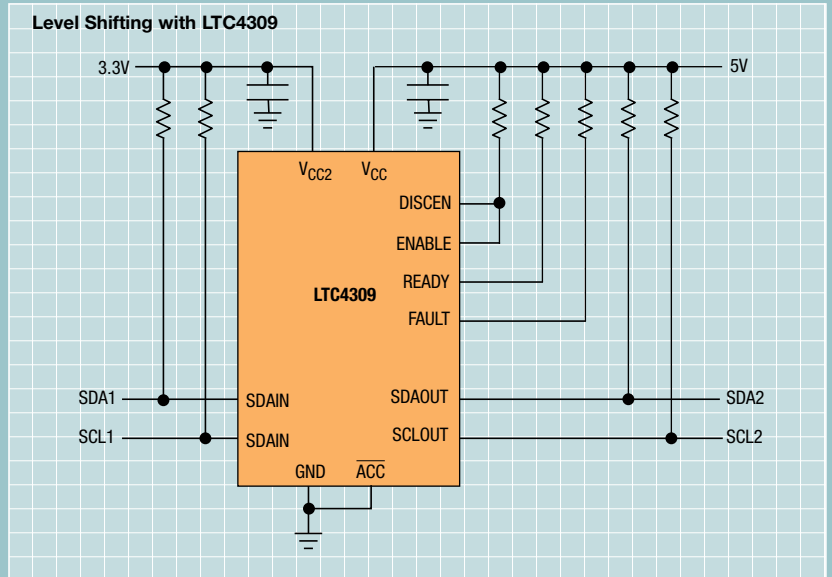 Level Shifting with LTC4309
3.3V
5V
VCC2
VCC
DISCEN
ENABLE
READY
LTC4309
FAULT
SDA1
SDAIN
SDAOUT
SDA2
SCL1
SDAIN
SCLOUT
SCL2
GND
ACC